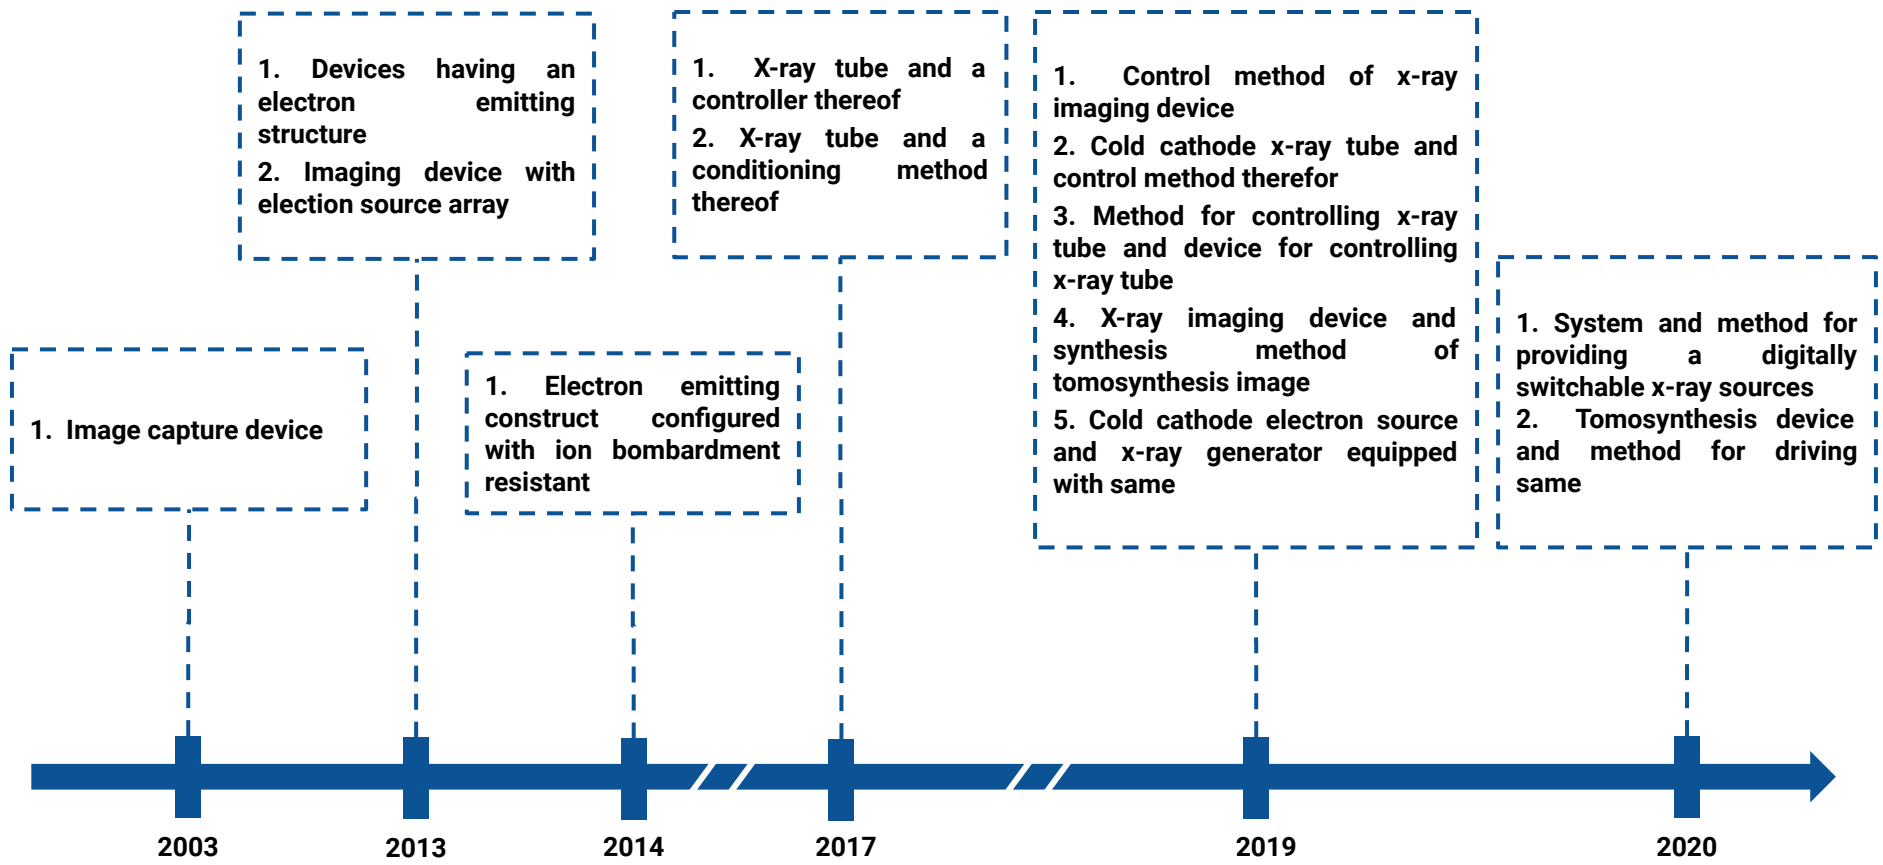 1. Image capture device
1. Devices having an
electron emitting
structure
2. Imaging device with
election source array
1. Electron emitting
construct configured
with ion bombardment
resistant
1. X-ray tube and a
controller thereof
2. X-ray tube and a
conditioning method
thereof
1. Control method of x-ray
imaging device
2. Cold cathode x-ray tube and
control method therefor
3. Method for controlling x-ray
tube and device for controlling
x-ray tube
4. X-ray imaging device and
synthesis method of
tomosynthesis image
5. Cold cathode electron source
and x-ray generator equipped
with same
1. System and method for
providing a digitally
switchable x-ray sources
2. Tomosynthesis device
and method for driving
same
2003
2013
2014
2017
2019
2020